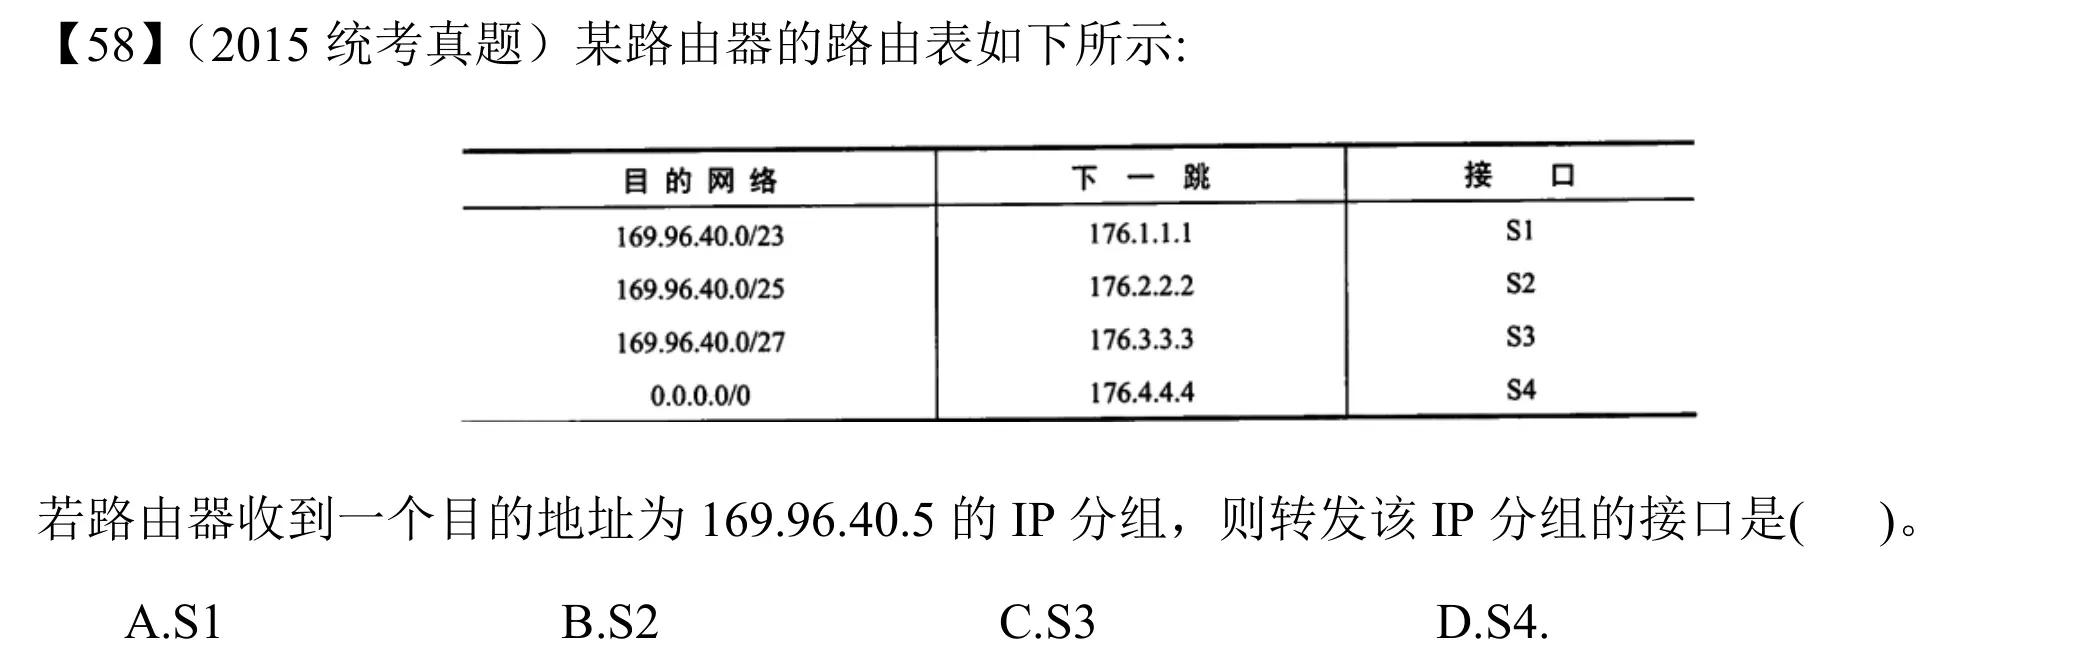 【58】（2015 统考真题）某路由器的路由表如下所示:
目的网络 下一跳 接口
169.96.40.0/23 176.1.1.1 S1
169.96.40.0/25 176.2.2.2 S2
169.96.40.0/27 176.3.3.3 S3
0.0.0.0/0 176.4.4.4 S4
若路由器收到一个目的地址为 169.96.40.5 的 IP 分组，则转发该 IP 分组的接口是( )。
A.S1 B.S2 C.S3 D.S4.